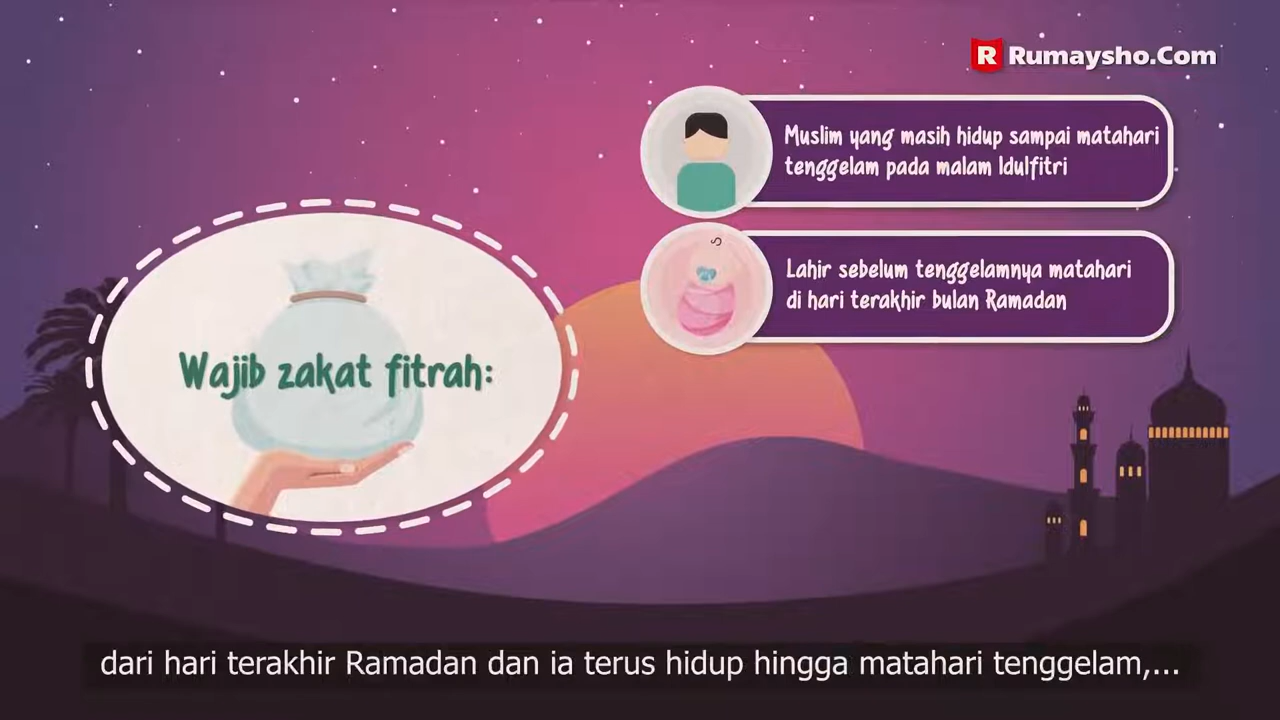 R Rumaysho.Com
Muslim yang masih hidup sampai matahari
tenggelam pada malam Idulfitri
Lahir sebelum tenggelamnya matahari
di hari terakhir bulan Ramadan
Wajib zakat fitrah:
dari hari terakhir Ramadan dan ia terus hidup hingga matahari tenggelam,...